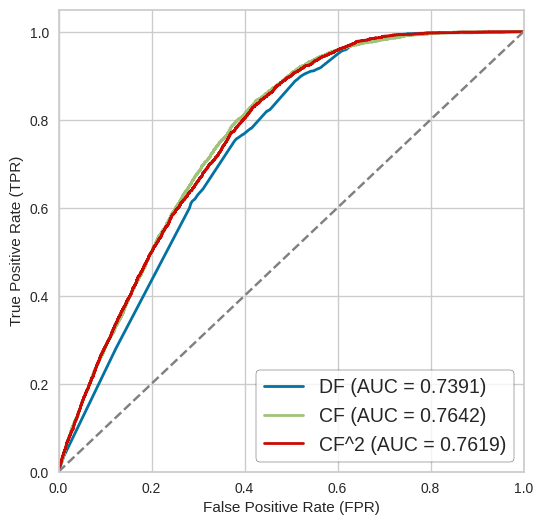 1.0
0.8
0.6
0.4
0.2
0.0
True Positive Rate (TPR)
DF (AUC = 0.7391)
CF (AUC = 0.7642)
CF^2 (AUC = 0.7619)
0.0 0.2 0.4 0.6 0.8 1.0
False Positive Rate (FPR)